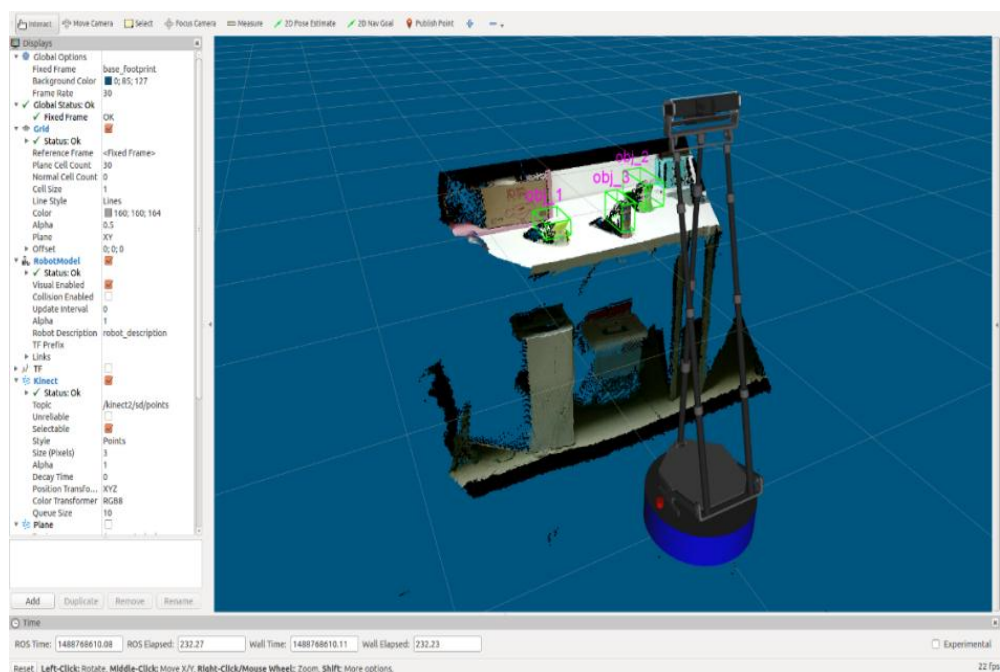 Interact Move Camera Select Focus Camera Measure 2D Pose Estimate 2D Nav Goal Publish Point
Displays
Global Options
Fixed Frame base_footprint
Background Color 0; 85; 127
Frame Rate 30
Global Status: Ok
Fixed Frame OK
Grid
Status: Ok
Reference Frame <Fixed Frame>
Plane Cell Count 30
Normal Cell Count 0
Cell Size 1
Line Style Lines
Color 160; 160; 164
Alpha 0.5
Plane XY
Offset 0; 0; 0
RobotModel
Status: Ok
Visual Enabled
Collision Enabled
Update Interval 0
Alpha 1
Robot Description robot_description
TF Prefix
Links
TF
Kinect
Status: Ok
Topic /kinect2/sd/points
Unreliable
Selectable
Style Points
Size (Pixels) 3
Alpha 1
Decay Time 0
Position Transfo... XYZ
Color Transformer RGB8
Queue Size 10
Plane
obj_2
obj_3
obj_1
Add Duplicate Remove Rename
Time
ROS Time: 1488768610.08 ROS Elapsed: 232.27 Wall Time: 1488768610.11 Wall Elapsed: 232.23 Experimental
Reset Left-Click: Rotate. Middle-Click: Move X/Y. Right-Click/Mouse Wheel: Zoom. Shift: More options. 22 fps